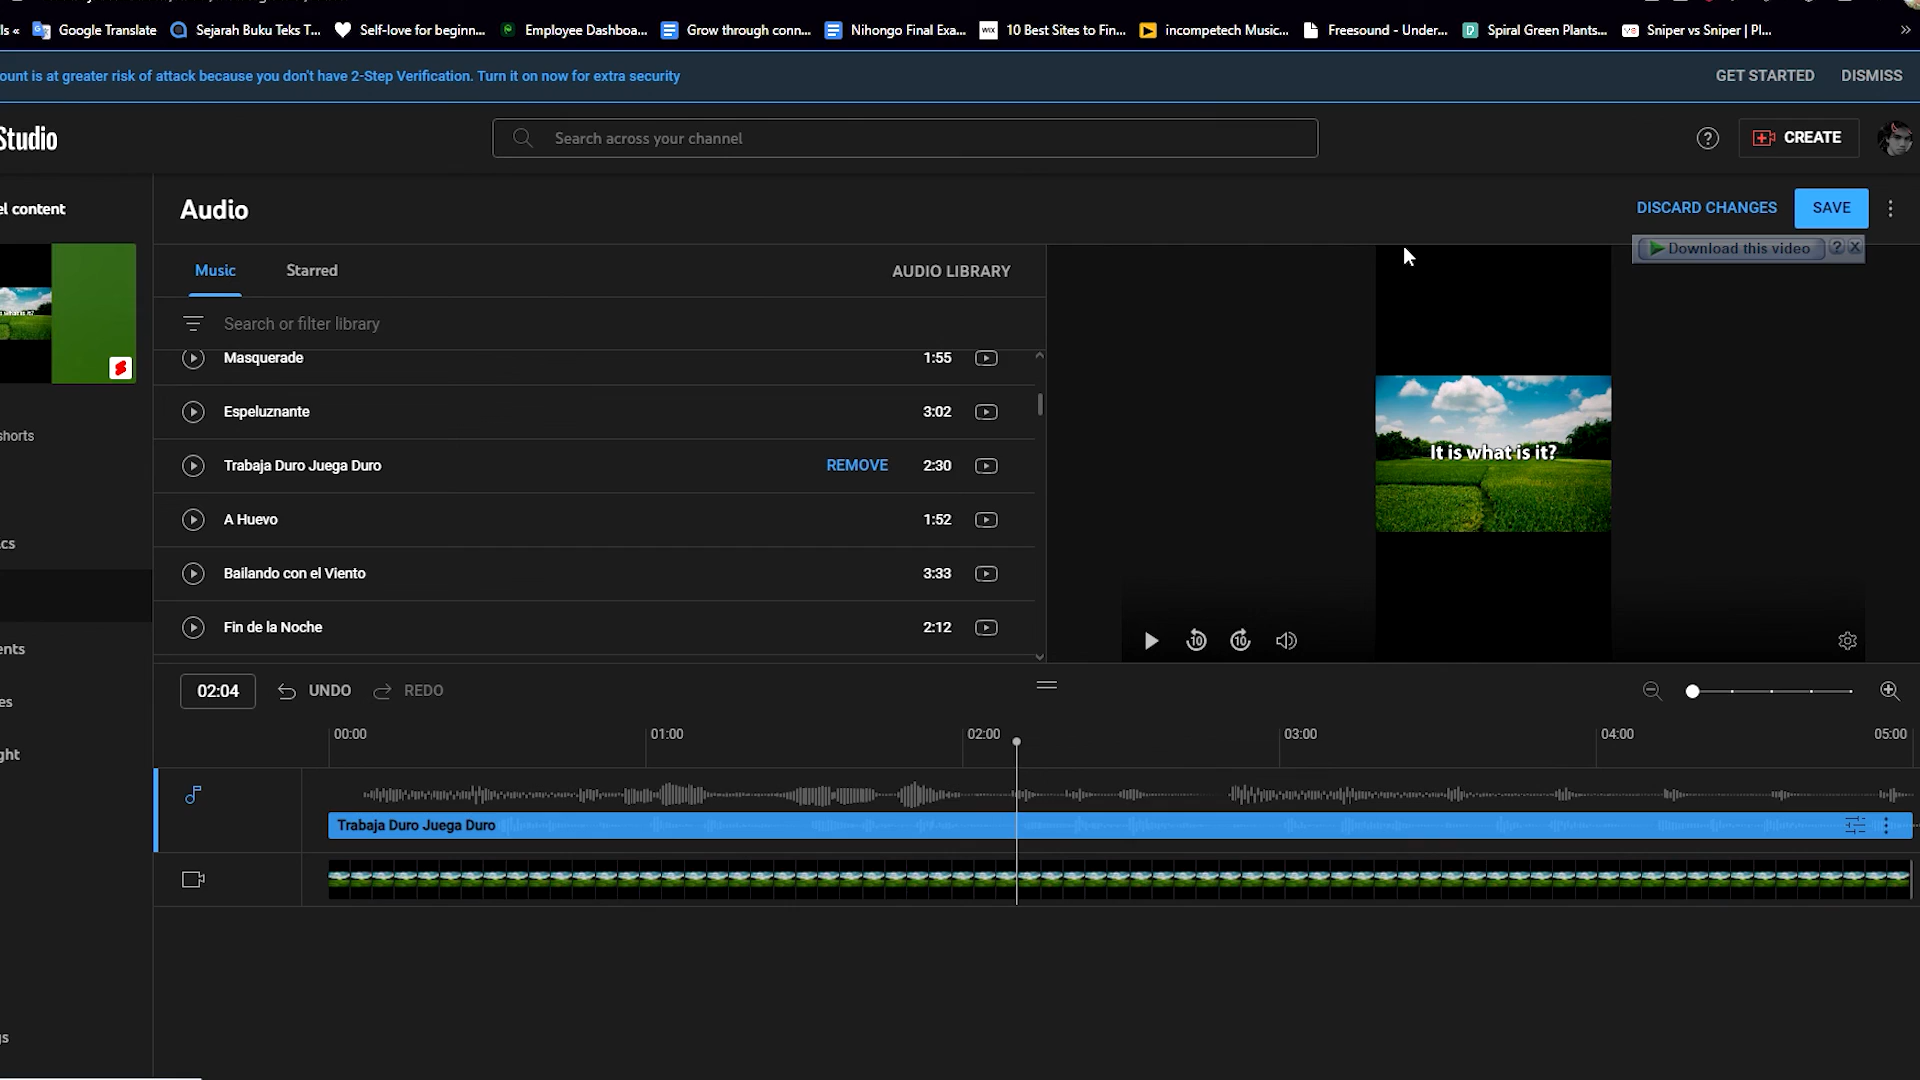 ls «
Google Translate
Sejarah Buku Teks T...
Self-love for beginn...
Employee Dashboa...
Grow through conn...
Nihongo Final Exa...
WIX
10 Best Sites to Fin...
incompetech Music...
Freesound - Under...
Spiral Green Plants...
Sniper vs Sniper | Pl...
»
ount is at greater risk of attack because you don't have 2-Step Verification. Turn it on now for extra security
GET STARTED
DISMISS
Studio
Search across your channel
CREATE
el content
Audio
DISCARD CHANGES
SAVE
Download this video
Music
Starred
AUDIO LIBRARY
Search or filter library
Masquerade 1:55
Espeluznante 3:02
Trabaja Duro Juega Duro REMOVE 2:30
A Huevo 1:52
Bailando con el Viento 3:33
Fin de la Noche 2:12
It is what is it?
shorts
cs
ents
es
ght
gs
10
10
02:04
UNDO
REDO
00:00 01:00 02:00 03:00 04:00 05:00
Trabaja Duro Juega Duro